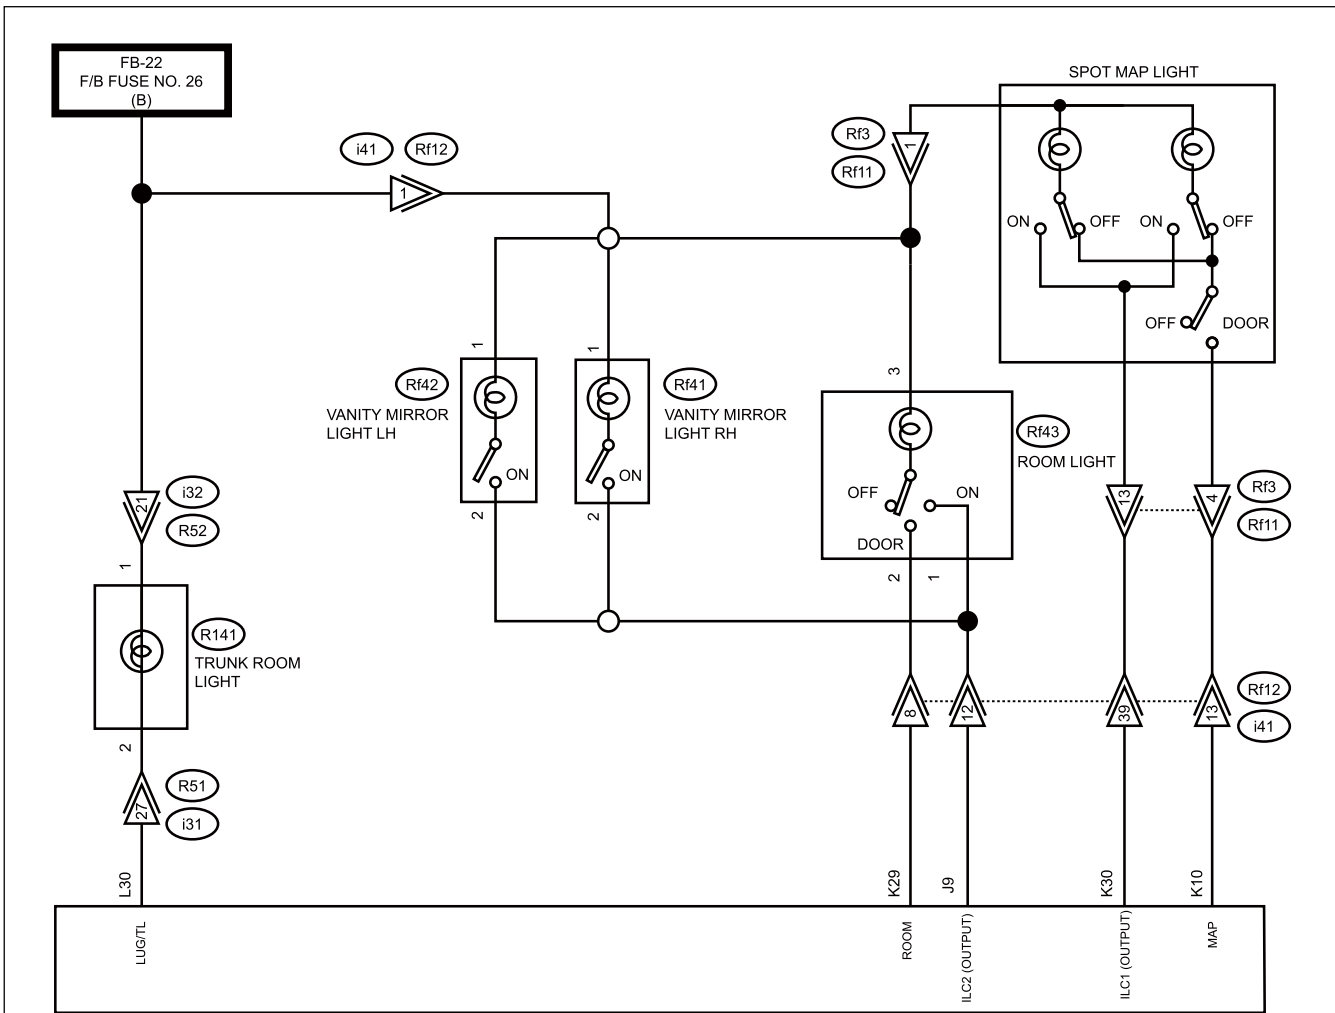 FB-22
F/B FUSE NO. 26
(B)
SPOT MAP LIGHT
i41
Rf12
1
Rf3
Rf11
1
ON
OFF
ON
OFF
OFF
DOOR
1
1
3
Rf42
VANITY MIRROR
LIGHT LH
ON
Rf41
VANITY MIRROR
LIGHT RH
ON
2
2
Rf43
ROOM LIGHT
OFF
ON
DOOR
2
1
21
i32
R52
13
4
Rf3
Rf11
1
R141
TRUNK ROOM
LIGHT
2
8
12
39
13
Rf12
i41
27
R51
i31
L30
K29
J9
K30
K10
LUG/TL
ROOM
ILC2 (OUTPUT)
ILC1 (OUTPUT)
MAP